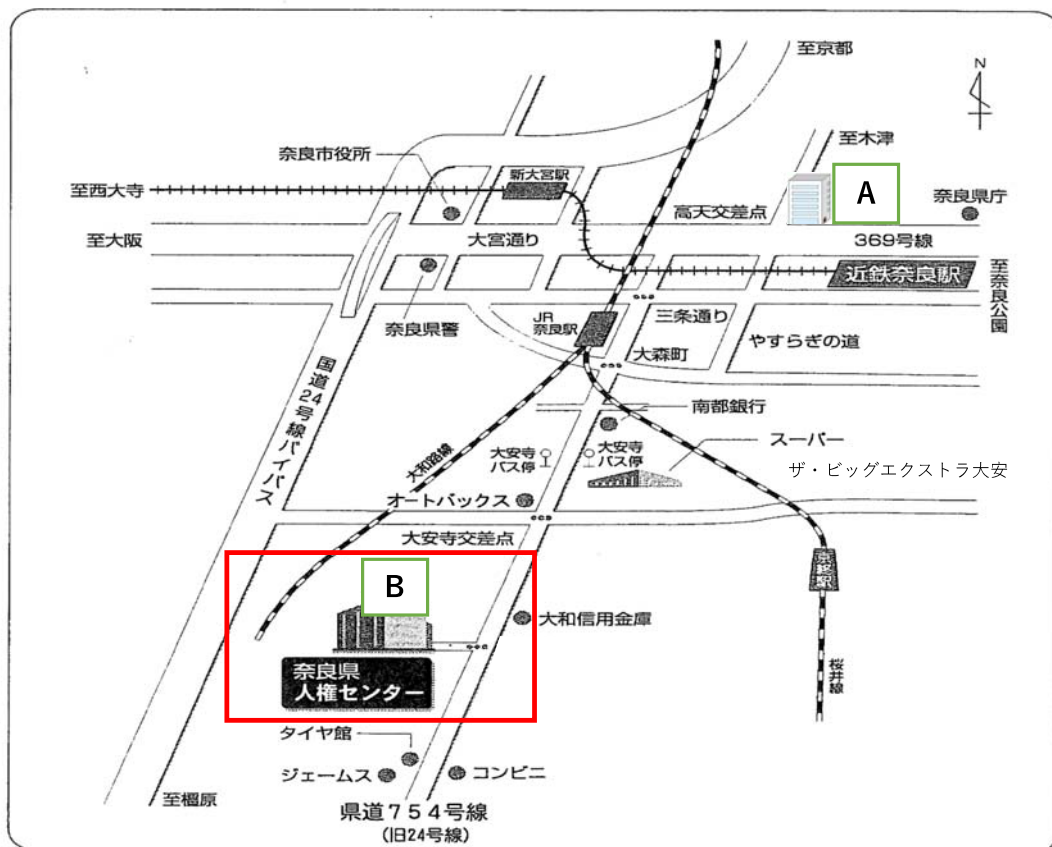 至京都
N
至木津
奈良市役所
新大宮駅
A
至西大寺
高天交差点
奈良県庁
至大阪
大宮通り
369号線
近鉄奈良駅
至奈良公園
奈良県警
JR
奈良駅
三条通り
大森町
やすらぎの道
国道24号線バイパス
南都銀行
大和路線
大安寺
バス停
大安寺
バス停
スーパー
ザ・ビッグエクストラ大安
オートバックス
大安寺交差点
京終駅
B
大和信用金庫
奈良県
人権センター
桜井線
タイヤ館
ジェームス
コンビニ
至橿原
県道754号線
(旧24号線)